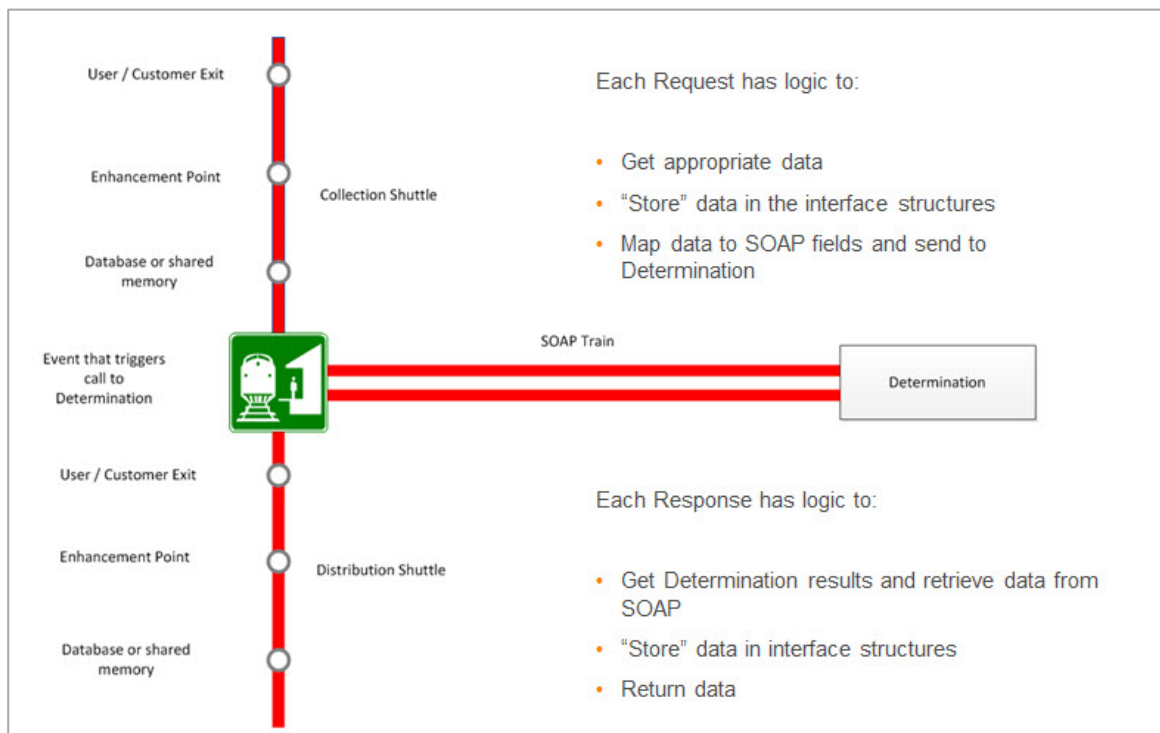 User / Customer Exit
Each Request has logic to:
• Get appropriate data
Enhancement Point
Collection Shuttle
• “Store” data in the interface structures
• Map data to SOAP fields and send to
Determination
Database or shared
memory
Event that triggers
call to
Determination
SOAP Train
Determination
User / Customer Exit
Each Response has logic to:
Enhancement Point
Distribution Shuttle
• Get Determination results and retrieve data from
SOAP
• “Store” data in interface structures
• Return data
Database or shared
memory